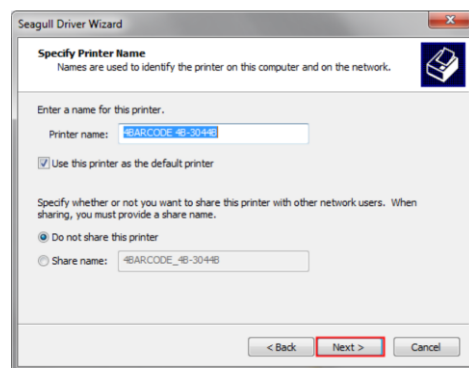 Seagull Driver Wizard
Specify Printer Name
Names are used to identify the printer on this computer and on the network.
Enter a name for this printer.
Printer name: 4BARCODE 4B-3044B
Use this printer as the default printer
Specify whether or not you want to share this printer with other network users. When
sharing, you must provide a share name.
Do not share this printer
Share name: 4BARCODE_4B-3044B
< Back Next > Cancel